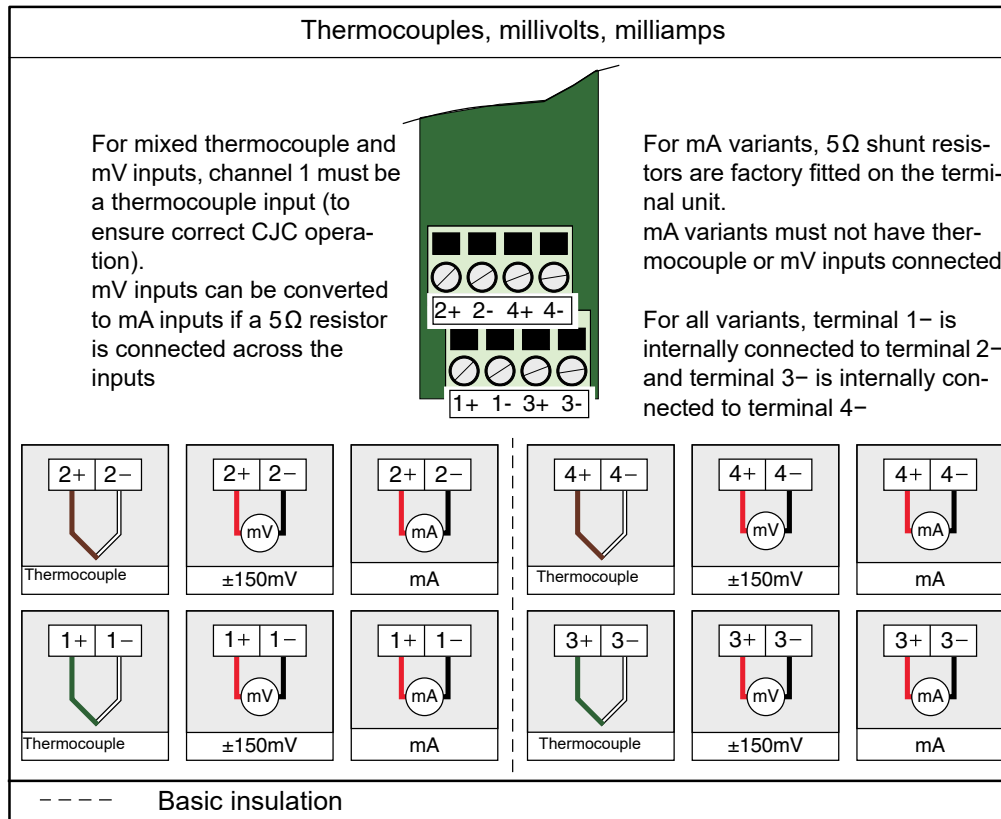 Thermocouples, millivolts, milliamps
For mixed thermocouple and
mV inputs, channel 1 must be
a thermocouple input (to
ensure correct CJC opera-
tion).
mV inputs can be converted
to mA inputs if a 5Ω resistor
is connected across the
inputs
2+ 2- 4+ 4-
1+ 1- 3+ 3-
For mA variants, 5Ω shunt resis-
tors are factory fitted on the termi-
nal unit.
mA variants must not have ther-
mocouple or mV inputs connected
For all variants, terminal 1− is
internally connected to terminal 2−
and terminal 3− is internally con-
nected to terminal 4−
2+ 2− 2+ 2− 2+ 2− 4+ 4− 4+ 4− 4+ 4−
mV mA mV mA
Thermocouple ±150mV mA Thermocouple ±150mV mA
1+ 1− 1+ 1− 1+ 1− 3+ 3− 3+ 3− 3+ 3−
mV mA mV mA
Thermocouple ±150mV mA Thermocouple ±150mV mA
Basic insulation